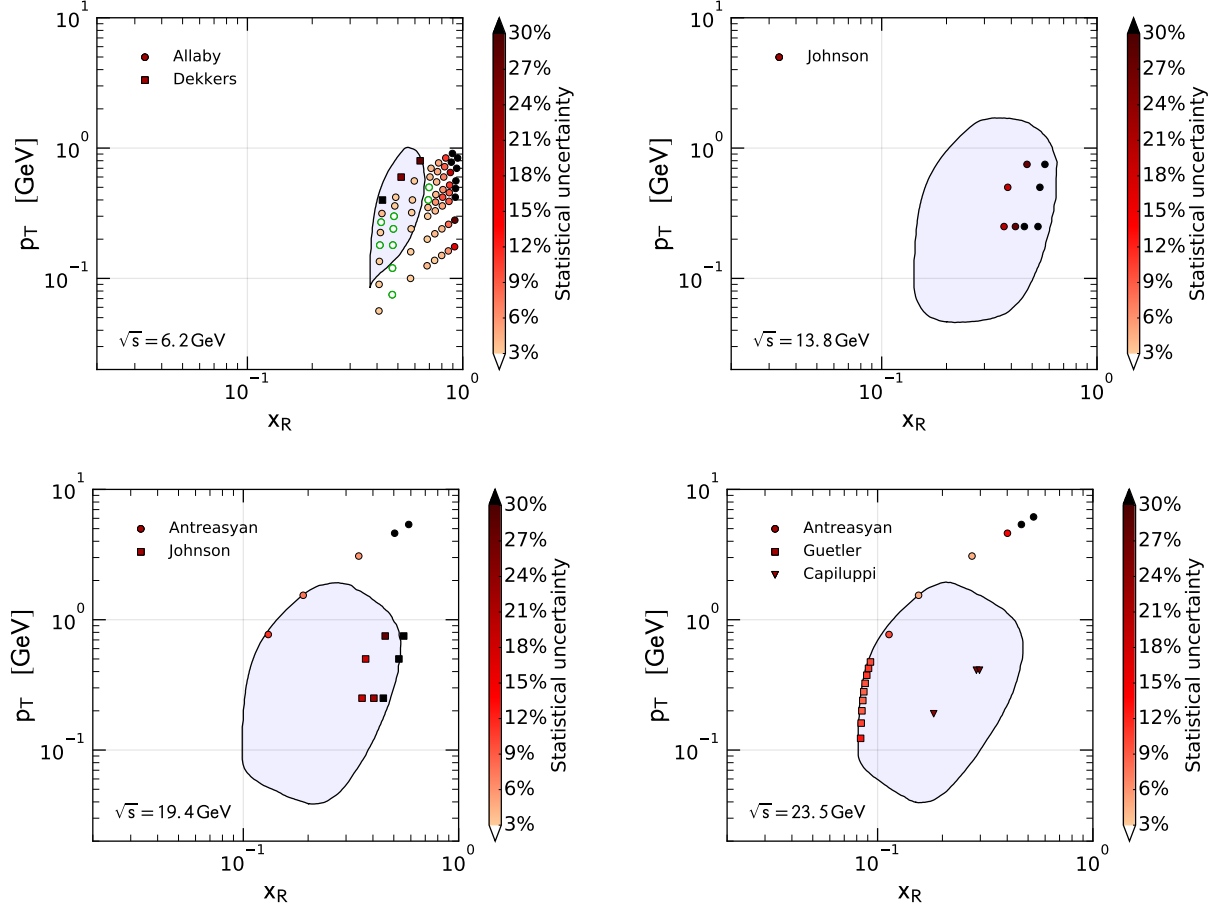 10^1
10^0
10^-1
p_T [GeV]
Allaby
Dekkers
√s = 6.2 GeV
10^-1
10^0
x_R
30%
27%
24%
21%
18%
15%
12%
9%
6%
3%
Statistical uncertainty
10^1
10^0
10^-1
p_T [GeV]
Johnson
√s = 13.8 GeV
10^-1
10^0
x_R
30%
27%
24%
21%
18%
15%
12%
9%
6%
3%
Statistical uncertainty
10^1
10^0
10^-1
p_T [GeV]
Antreasyan
Johnson
√s = 19.4 GeV
10^-1
10^0
x_R
30%
27%
24%
21%
18%
15%
12%
9%
6%
3%
Statistical uncertainty
10^1
10^0
10^-1
p_T [GeV]
Antreasyan
Guetler
Capiluppi
√s = 23.5 GeV
10^-1
10^0
x_R
30%
27%
24%
21%
18%
15%
12%
9%
6%
3%
Statistical uncertainty